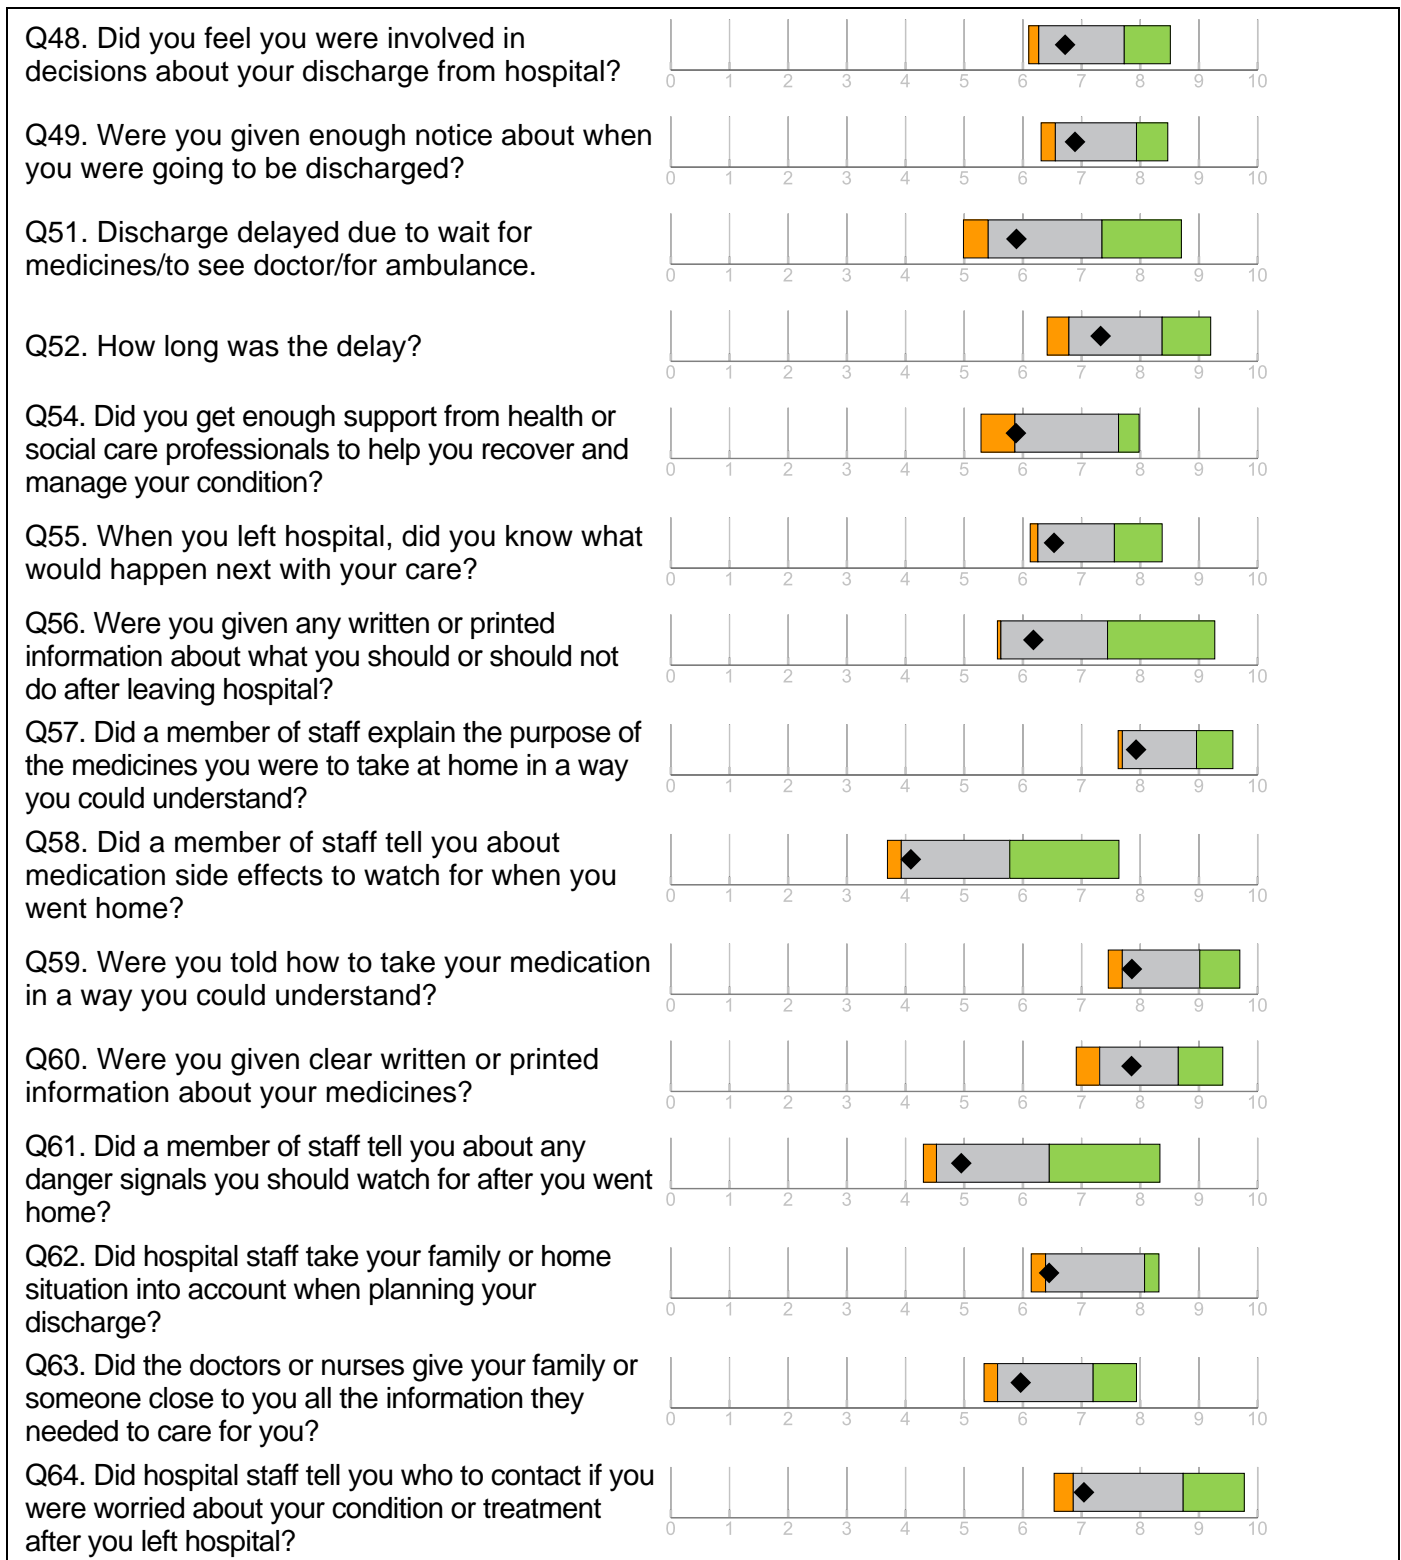 Q48. Did you feel you were involved in
decisions about your discharge from hospital?
0 1 2 3 4 5 6 7 8 9 10
Q49. Were you given enough notice about when
you were going to be discharged?
0 1 2 3 4 5 6 7 8 9 10
Q51. Discharge delayed due to wait for
medicines/to see doctor/for ambulance.
0 1 2 3 4 5 6 7 8 9 10
Q52. How long was the delay?
0 1 2 3 4 5 6 7 8 9 10
Q54. Did you get enough support from health or
social care professionals to help you recover and
manage your condition?
0 1 2 3 4 5 6 7 8 9 10
Q55. When you left hospital, did you know what
would happen next with your care?
0 1 2 3 4 5 6 7 8 9 10
Q56. Were you given any written or printed
information about what you should or should not
do after leaving hospital?
0 1 2 3 4 5 6 7 8 9 10
Q57. Did a member of staff explain the purpose of
the medicines you were to take at home in a way
you could understand?
0 1 2 3 4 5 6 7 8 9 10
Q58. Did a member of staff tell you about
medication side effects to watch for when you
went home?
0 1 2 3 4 5 6 7 8 9 10
Q59. Were you told how to take your medication
in a way you could understand?
0 1 2 3 4 5 6 7 8 9 10
Q60. Were you given clear written or printed
information about your medicines?
0 1 2 3 4 5 6 7 8 9 10
Q61. Did a member of staff tell you about any
danger signals you should watch for after you went
home?
0 1 2 3 4 5 6 7 8 9 10
Q62. Did hospital staff take your family or home
situation into account when planning your
discharge?
0 1 2 3 4 5 6 7 8 9 10
Q63. Did the doctors or nurses give your family or
someone close to you all the information they
needed to care for you?
0 1 2 3 4 5 6 7 8 9 10
Q64. Did hospital staff tell you who to contact if you
were worried about your condition or treatment
after you left hospital?
0 1 2 3 4 5 6 7 8 9 10